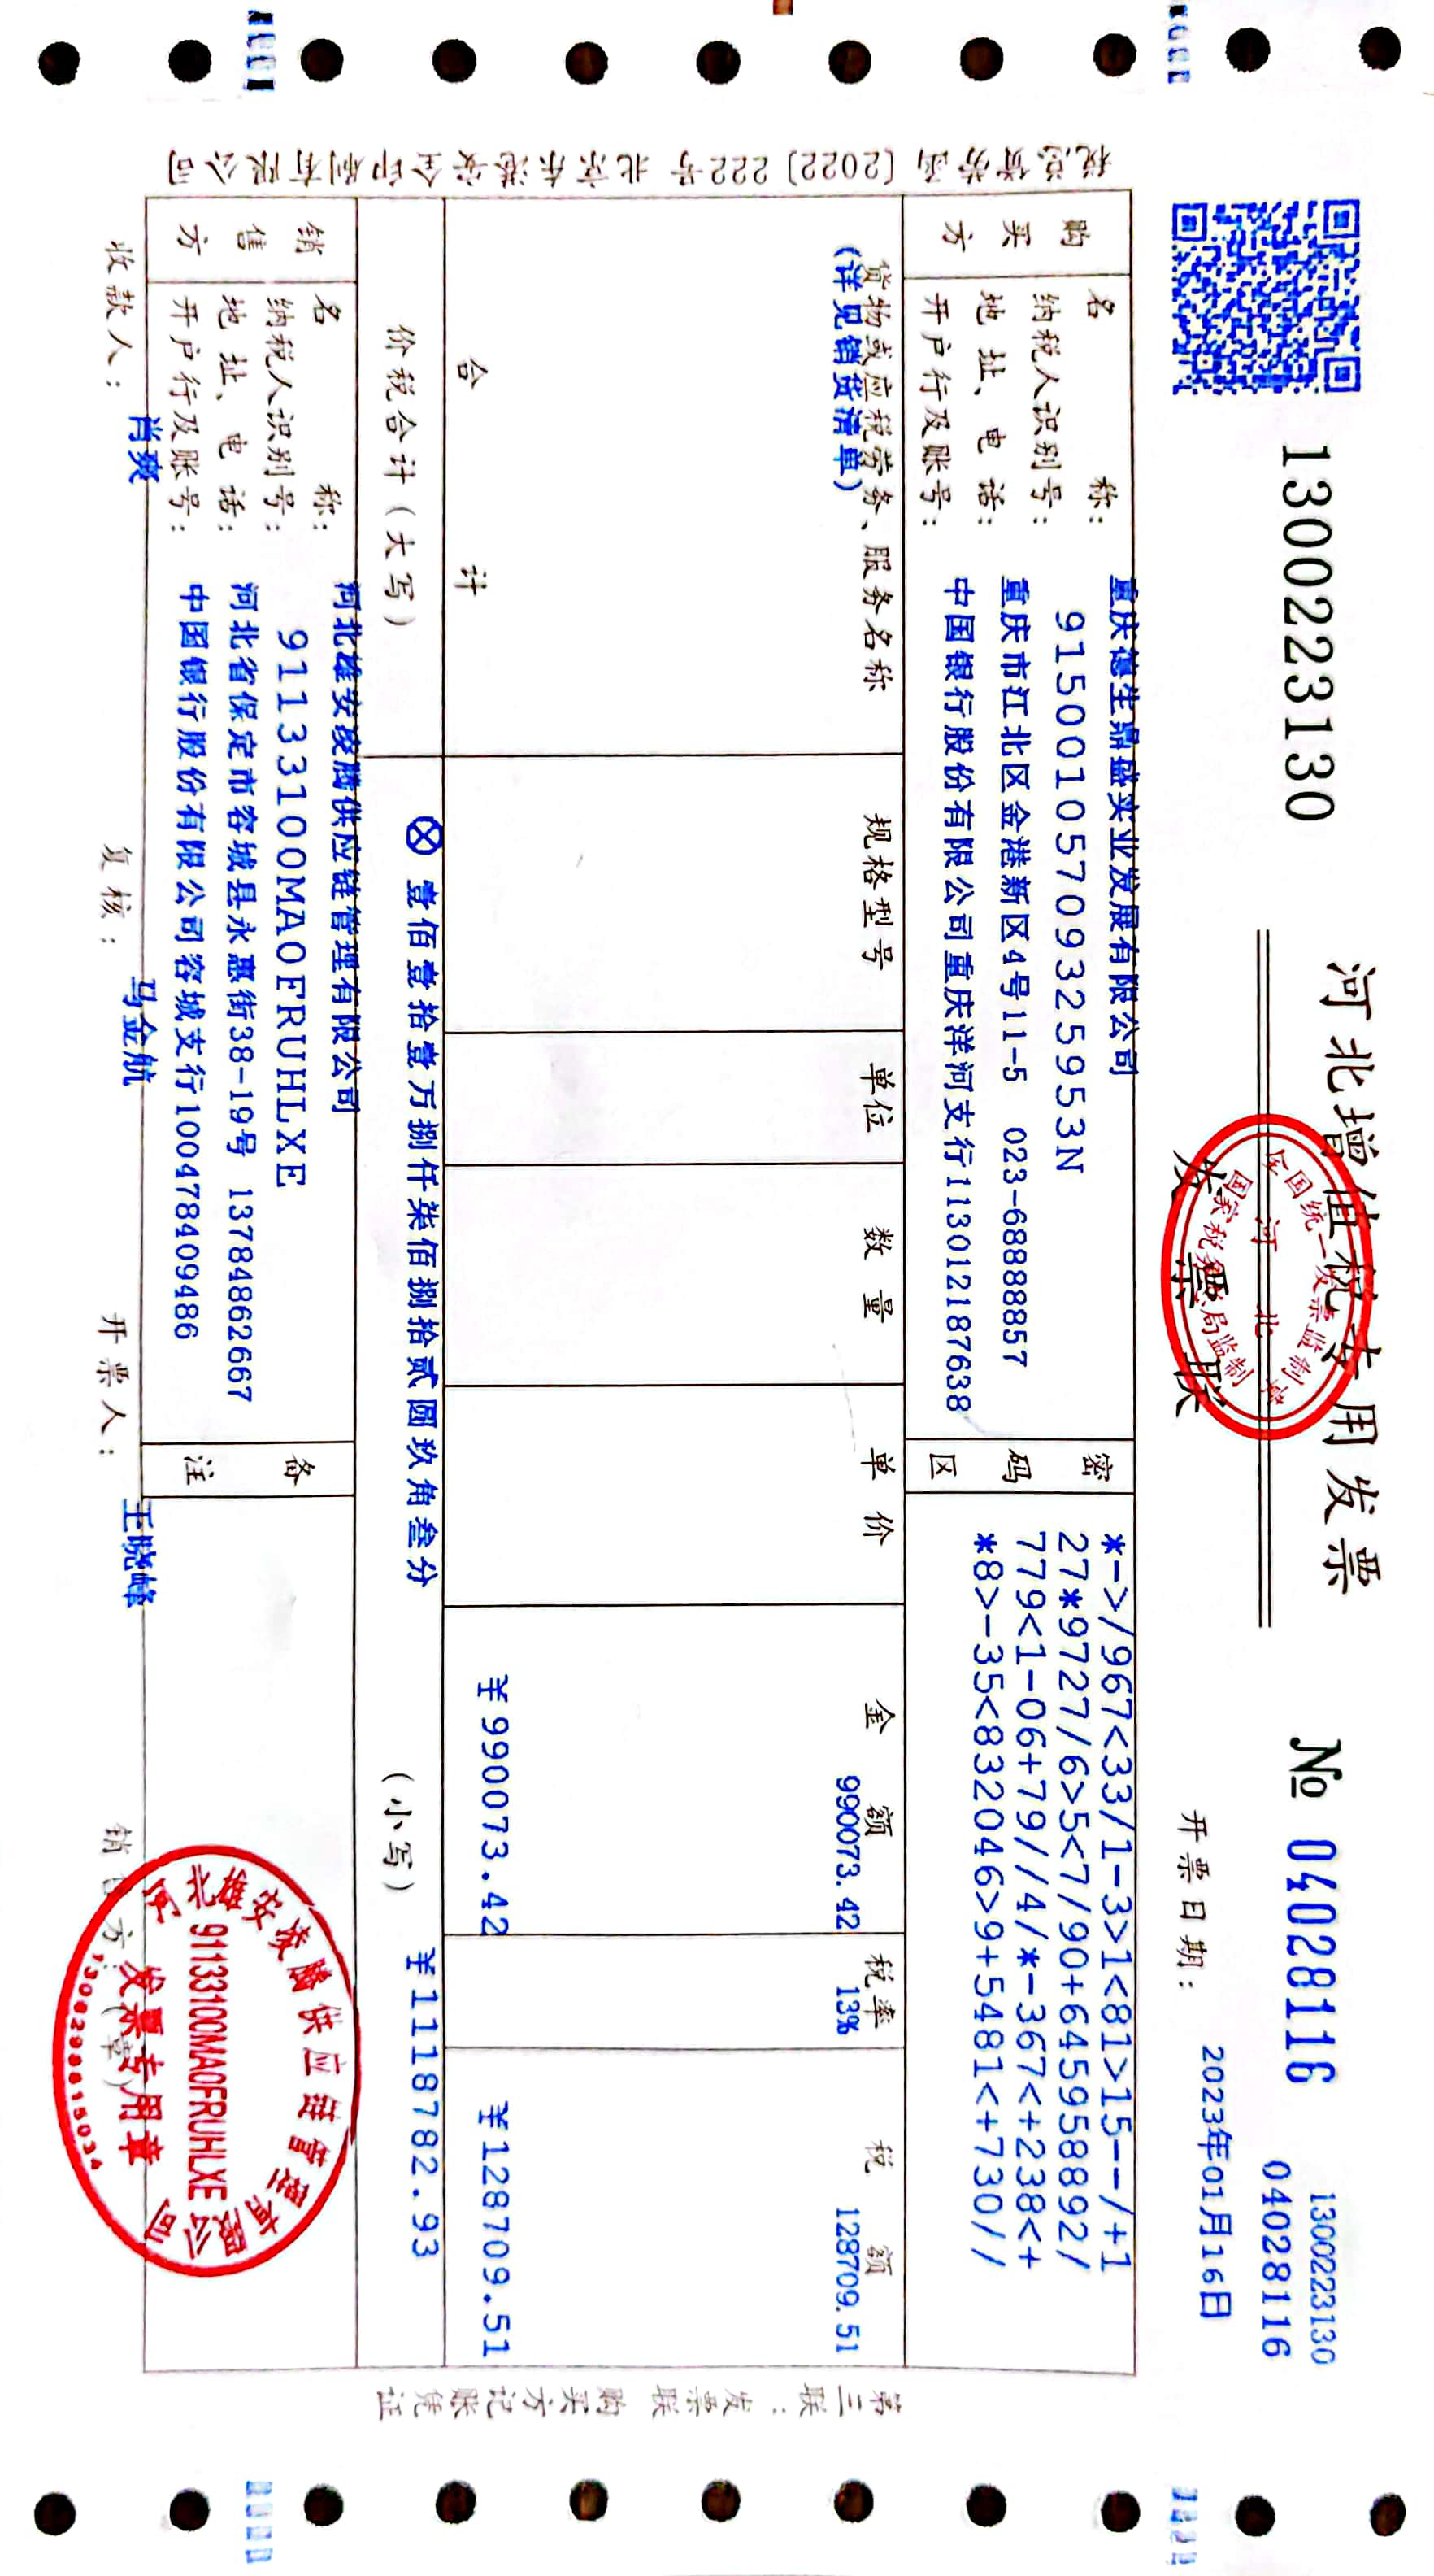 1300223130
河北增值税专用发票
发票联
全国统一发票监制章
河北
国家税务总局监制
№ 04028116
1300223130
04028116
开票日期： 2023年01月16日
税总货劳函〔2022〕222号 北京东港安全印制有限公司
购买方
名 称： 重庆德生鼎盛实业发展有限公司
纳税人识别号： 91500105709325953N
地 址、电 话： 重庆市江北区金港新区4号11-5 023-68888857
开户行及账号： 中国银行股份有限公司重庆洋河支行113012187638
密码区
*->/967<33/1-3>1<81>15--/+1
27*9727/6>5<7/90+645958892/
779<1-06+79//4/*-367<+238<+
*8>-35<832046>9+5481<+730//
货物或应税劳务、服务名称 规格型号 单位 数量 单价 金额 税率 税额
(详见销货清单) 990073.42 13% 128709.51
合计 ￥990073.42 ￥128709.51
价税合计（大写） ⊗ 壹佰壹拾壹万捌仟柒佰捌拾贰圆玖角叁分 （小写） ￥1118782.93
销售方
名 称： 河北雄安凌腾供应链管理有限公司
纳税人识别号： 91133100MA0FRUHLXE
地 址、电 话： 河北省保定市容城县永惠街38-19号 13784862667
开户行及账号： 中国银行股份有限公司容城支行100478409486
备注
收款人： 肖爽 复核： 马金航 开票人： 王晓峰 销售方：（章）
河北雄安凌腾供应链管理有限公司
91133100MA0FRUHLXE
发票专用章
第三联：发票联 购买方记账凭证